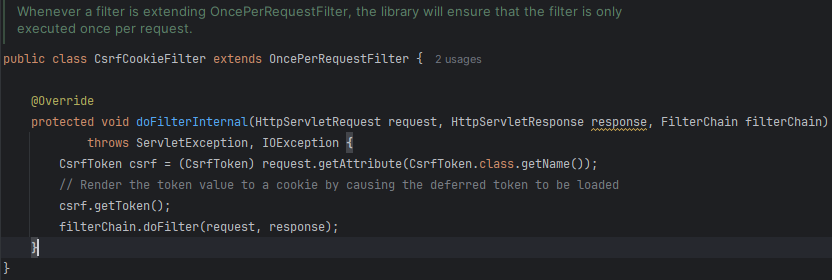 Whenever a filter is extending OncePerRequestFilter, the library will ensure that the filter is only
executed once per request.
public class CsrfCookieFilter extends OncePerRequestFilter { 2 usages
@Override
protected void doFilterInternal(HttpServletRequest request, HttpServletResponse response, FilterChain filterChain)
throws ServletException, IOException {
CsrfToken csrf = (CsrfToken) request.getAttribute(CsrfToken.class.getName());
// Render the token value to a cookie by causing the deferred token to be loaded
csrf.getToken();
filterChain.doFilter(request, response);
}
}